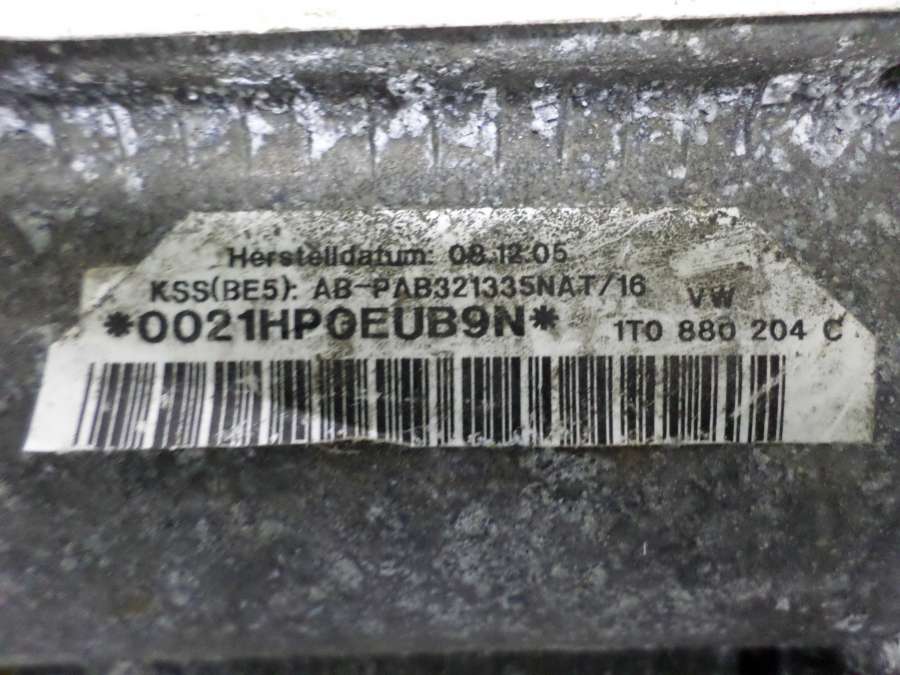 Herstelldatum: 08.12.05
KSS(BE5): AB-PAB321335NAT/16 VW
*0021HP0EUB9N* 1T0 880 204 C